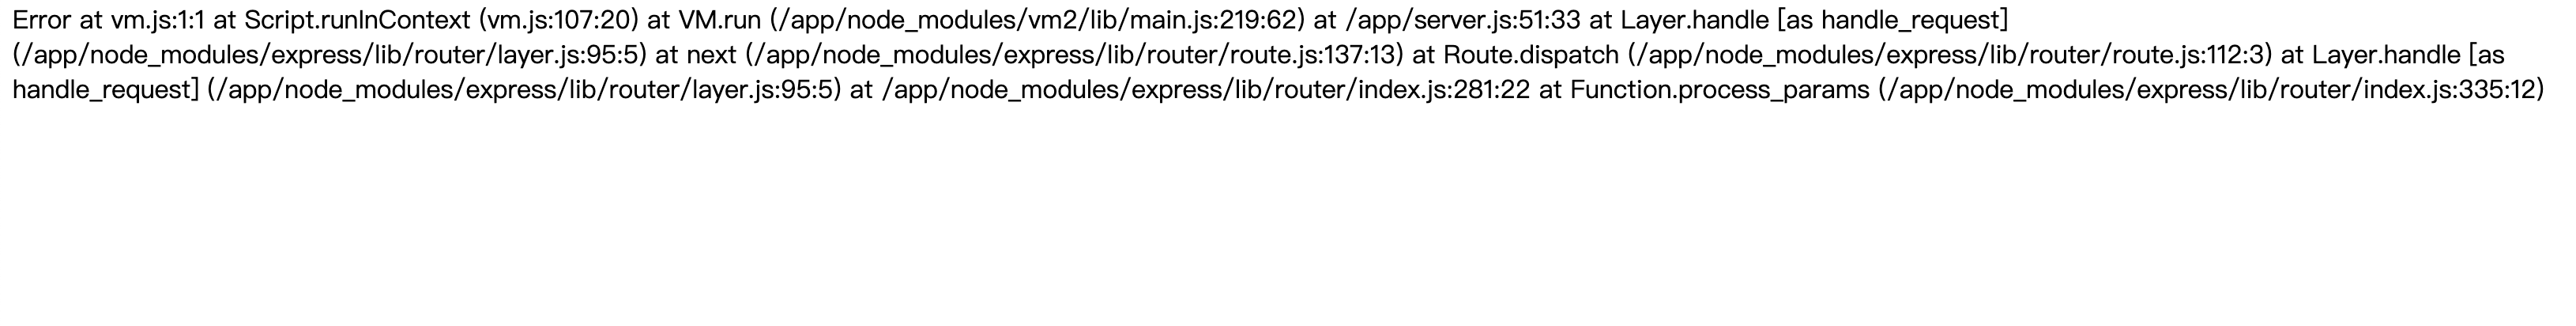 Error at vm.js:1:1 at Script.runInContext (vm.js:107:20) at VM.run (/app/node_modules/vm2/lib/main.js:219:62) at /app/server.js:51:33 at Layer.handle [as handle_request]
(/app/node_modules/express/lib/router/layer.js:95:5) at next (/app/node_modules/express/lib/router/route.js:137:13) at Route.dispatch (/app/node_modules/express/lib/router/route.js:112:3) at Layer.handle [as
handle_request] (/app/node_modules/express/lib/router/layer.js:95:5) at /app/node_modules/express/lib/router/index.js:281:22 at Function.process_params (/app/node_modules/express/lib/router/index.js:335:12)